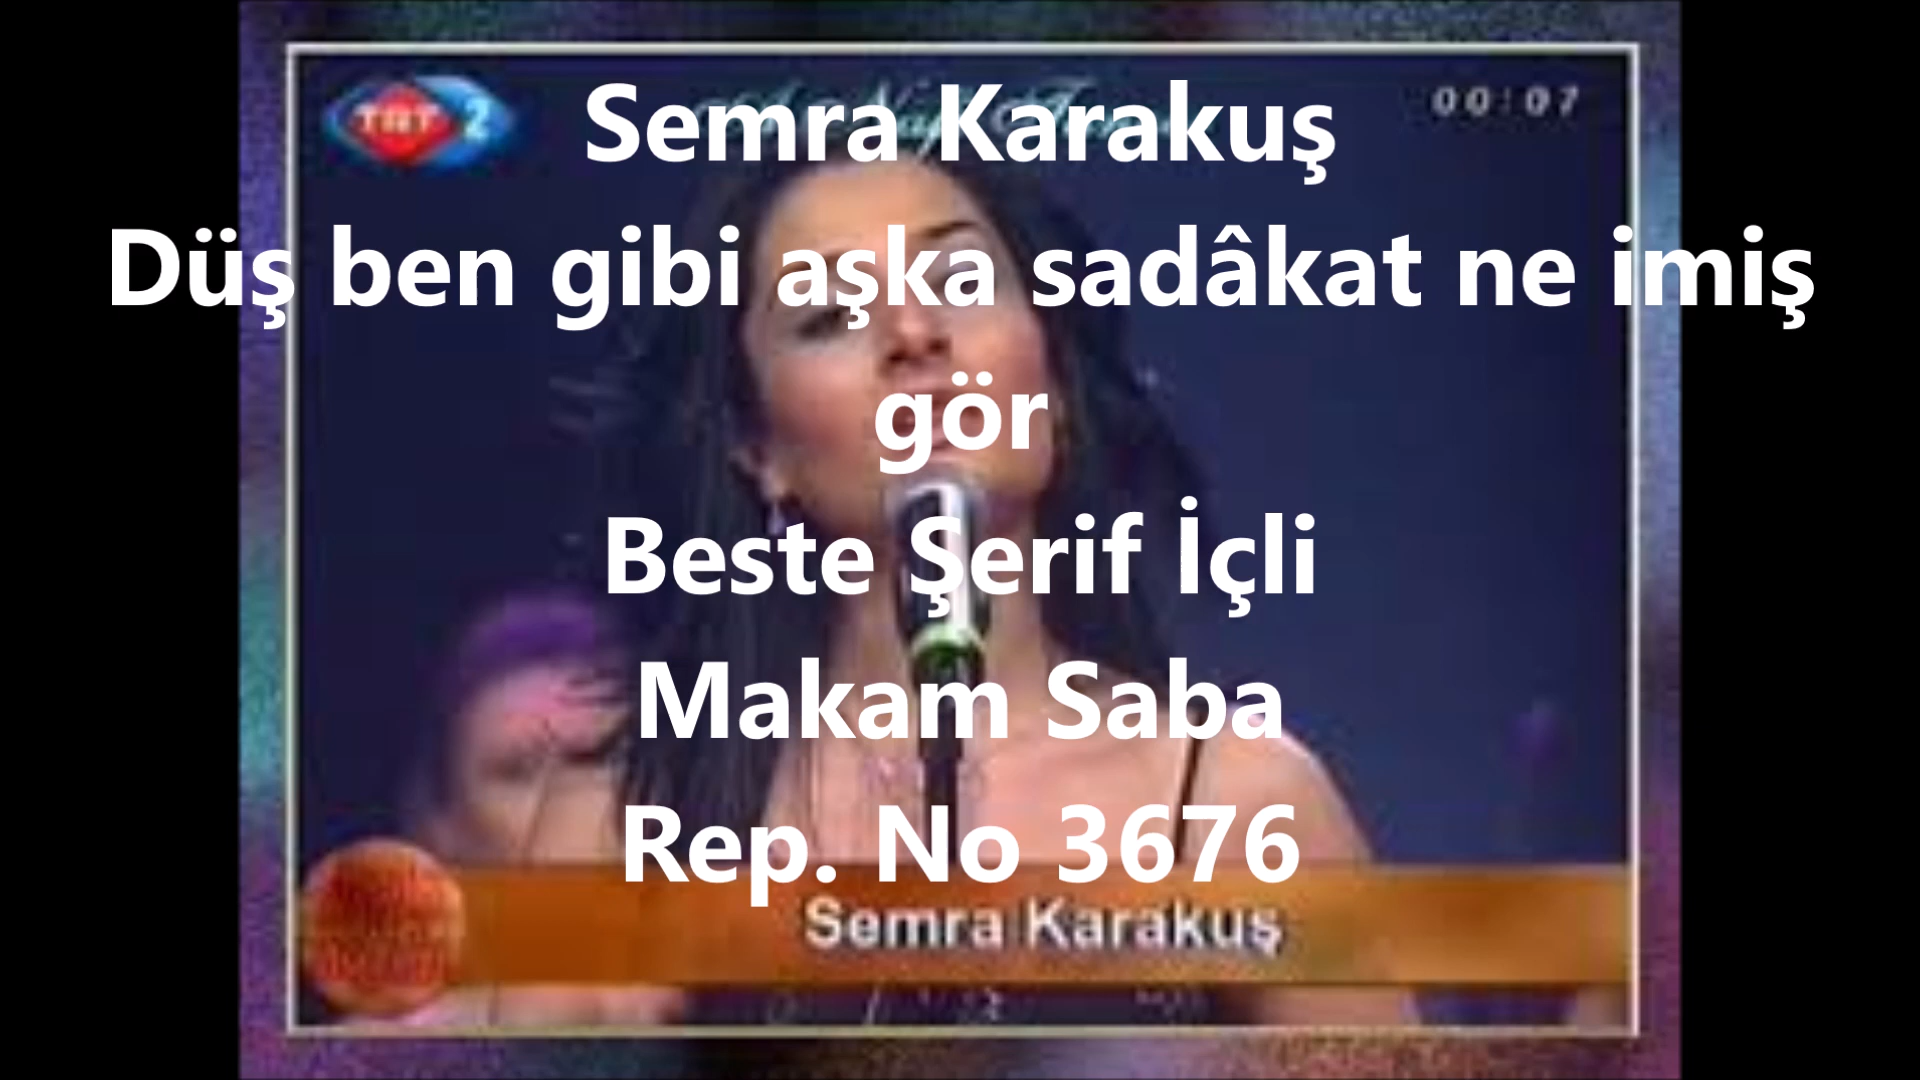 TRT 2
00:07
Semra Karakuş
Düş ben gibi aşka sadâkat ne imiş
gör
Beste Şerif İçli
Makam Saba
Rep. No 3676
Semra Karakuş